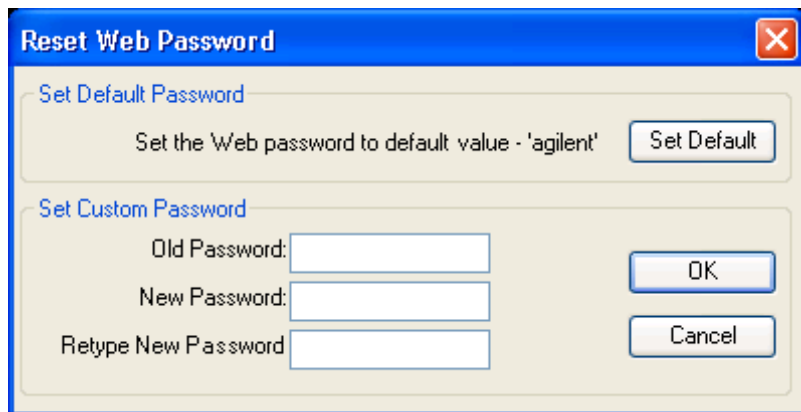 Reset Web Password
Set Default Password
Set the Web password to default value - 'agilent'
Set Default
Set Custom Password
Old Password:
OK
New Password:
Cancel
Retype New Password